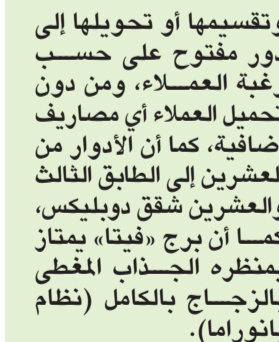 وتقسيمها أو تحويلها إلى
دور مفتوح على حسب
رغبة العملاء، ومن دون
تحميل العملاء أي مصاريف
ضافية، كما أن الأدوار من
لعشرين إلى الطابق الثالث
والعشرين شقق دوبليكس،
كما أن برج «فيتا» يمتاز
بمنظره الجذاب المغطى
بالزجاج بالكامل (نظام
بانوراما).